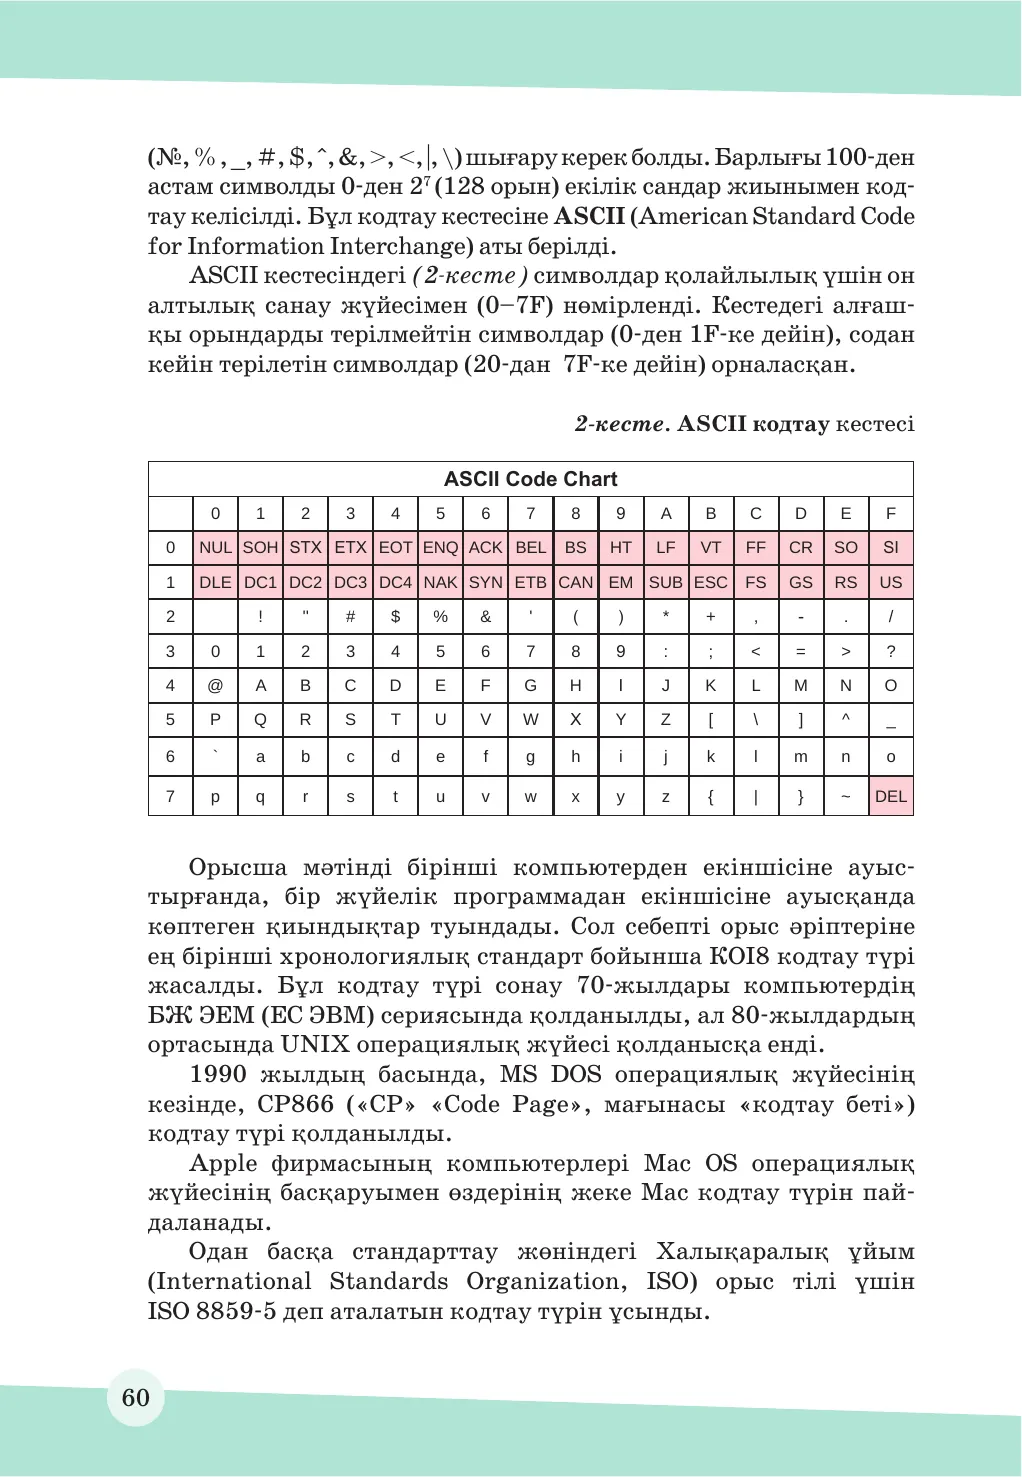 (№, %, _, #, $, ˆ, &, >, <, |, \) шығару керек болды. Барлығы 100-ден
астам символды 0-ден 2⁷ (128 орын) екілік сандар жиынымен код-
тау келісілді. Бұл кодтау кестесіне ASCII (American Standard Code
for Information Interchange) аты берілді.
ASCII кестесіндегі (2-кесте) символдар қолайлылық үшін он
алтылық санау жүйесімен (0–7F) нөмірленді. Кестедегі алғаш-
қы орындарды терілмейтін символдар (0-ден 1F-ке дейін), содан
кейін терілетін символдар (20-дан 7F-ке дейін) орналасқан.
2-кесте. ASCII кодтау кестесі
ASCII Code Chart
0 1 2 3 4 5 6 7 8 9 A B C D E F
0 NUL SOH STX ETX EOT ENQ ACK BEL BS HT LF VT FF CR SO SI
1 DLE DC1 DC2 DC3 DC4 NAK SYN ETB CAN EM SUB ESC FS GS RS US
2 ! " # $ % & ' ( ) * + , - . /
3 0 1 2 3 4 5 6 7 8 9 : ; < = > ?
4 @ A B C D E F G H I J K L M N O
5 P Q R S T U V W X Y Z [ \ ] ^ _
6 ` a b c d e f g h i j k l m n o
7 p q r s t u v w x y z { | } ~ DEL
Орысша мәтінді бірінші компьютерден екіншісіне ауыс-
тырғанда, бір жүйелік программадан екіншісіне ауысқанда
көптеген қиындықтар туындады. Сол себепті орыс әріптеріне
ең бірінші хронологиялық стандарт бойынша КОІ8 кодтау түрі
жасалды. Бұл кодтау түрі сонау 70-жылдары компьютердің
БЖ ЭЕМ (ЕС ЭВМ) сериясында қолданылды, ал 80-жылдардың
ортасында UNIX операциялық жүйесі қолданысқа енді.
1990 жылдың басында, MS DOS операциялық жүйесінің
кезінде, CP866 («CP» «Code Page», мағынасы «кодтау беті»)
кодтау түрі қолданылды.
Apple фирмасының компьютерлері Mac OS операциялық
жүйесінің басқаруымен өздерінің жеке Mac кодтау түрін пай-
даланады.
Одан басқа стандарттау жөніндегі Халықаралық ұйым
(International Standards Organization, ISO) орыс тілі үшін
ISO 8859-5 деп аталатын кодтау түрін ұсынды.
60